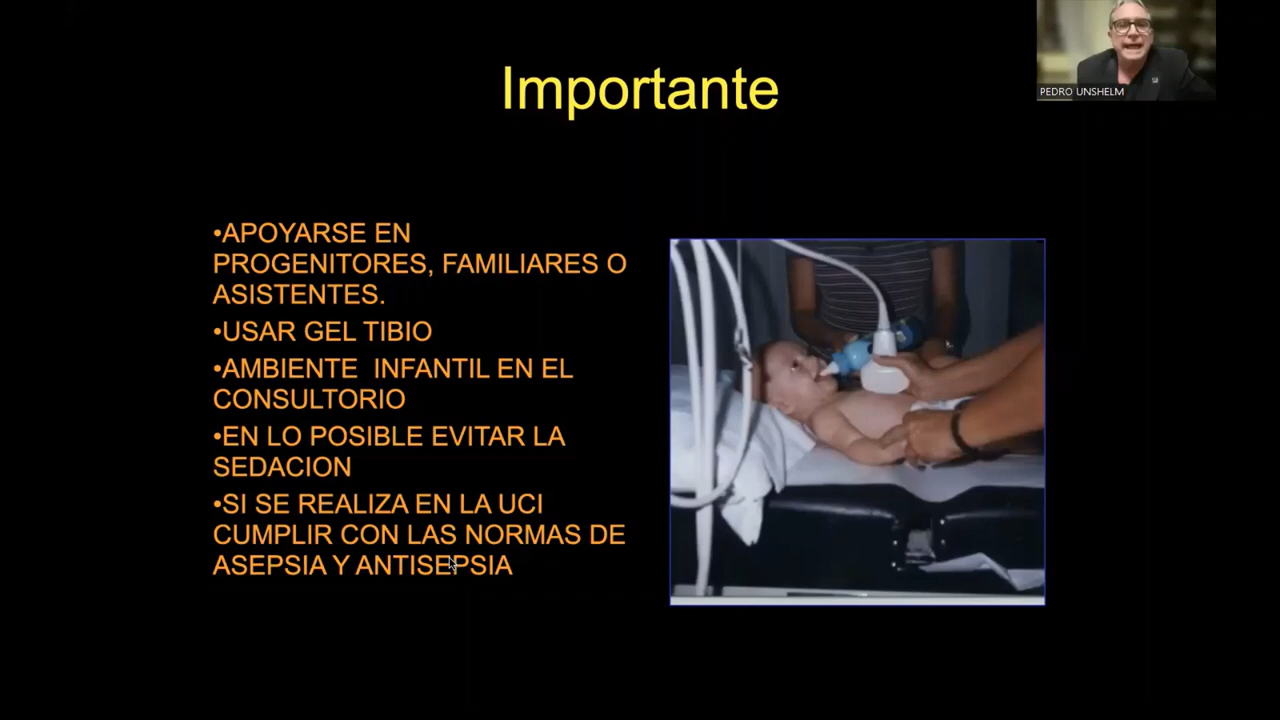 Importante
PEDRO UNSHELM
•APOYARSE EN
PROGENITORES, FAMILIARES O
ASISTENTES.
•USAR GEL TIBIO
•AMBIENTE  INFANTIL EN EL
CONSULTORIO
•EN LO POSIBLE EVITAR LA
SEDACION
•SI SE REALIZA EN LA UCI
CUMPLIR CON LAS NORMAS DE
ASEPSIA Y ANTISEPSIA